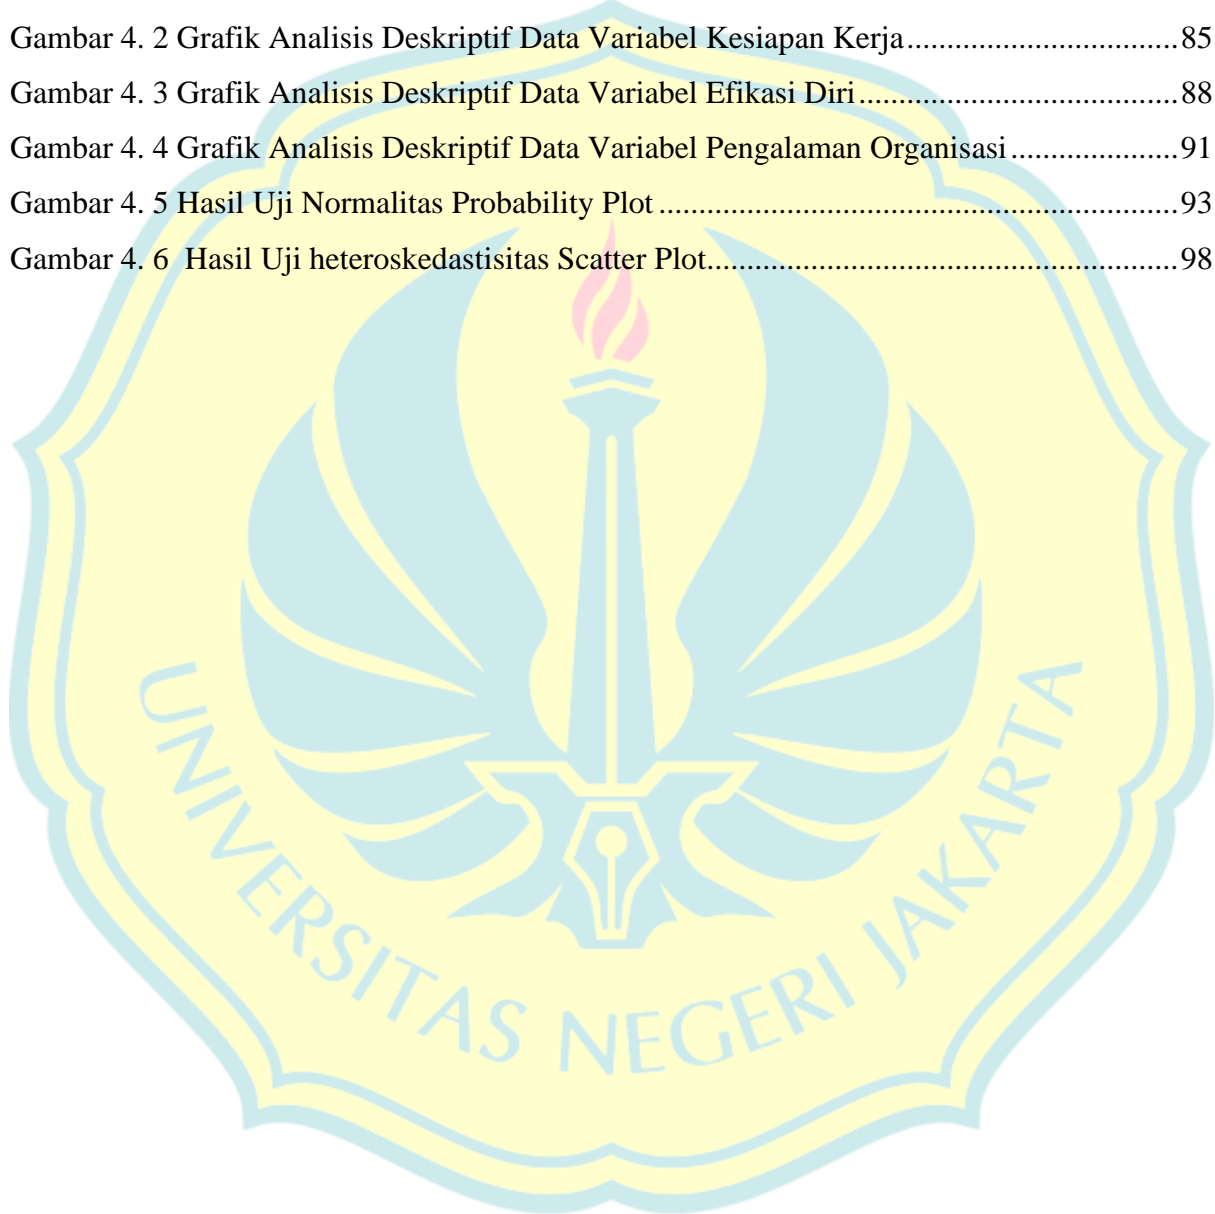 Gambar 4. 2 Grafik Analisis Deskriptif Data Variabel Kesiapan Kerja..................................85
Gambar 4. 3 Grafik Analisis Deskriptif Data Variabel Efikasi Diri........................................88
Gambar 4. 4 Grafik Analisis Deskriptif Data Variabel Pengalaman Organisasi.....................91
Gambar 4. 5 Hasil Uji Normalitas Probability Plot.................................................................93
Gambar 4. 6  Hasil Uji heteroskedastisitas Scatter Plot...........................................................98
UNIVERSITAS NEGERI JAKARTA